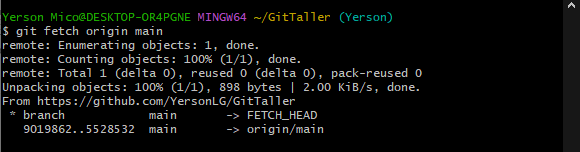 Yerson Mico@DESKTOP-OR4PGNE MINGW64 ~/GitTaller (Yerson)
$ git fetch origin main
remote: Enumerating objects: 1, done.
remote: Counting objects: 100% (1/1), done.
remote: Total 1 (delta 0), reused 0 (delta 0), pack-reused 0
Unpacking objects: 100% (1/1), 898 bytes | 2.00 KiB/s, done.
From https://github.com/YersonLG/GitTaller
 * branch            main       -> FETCH_HEAD
   9019862..5528532  main       -> origin/main